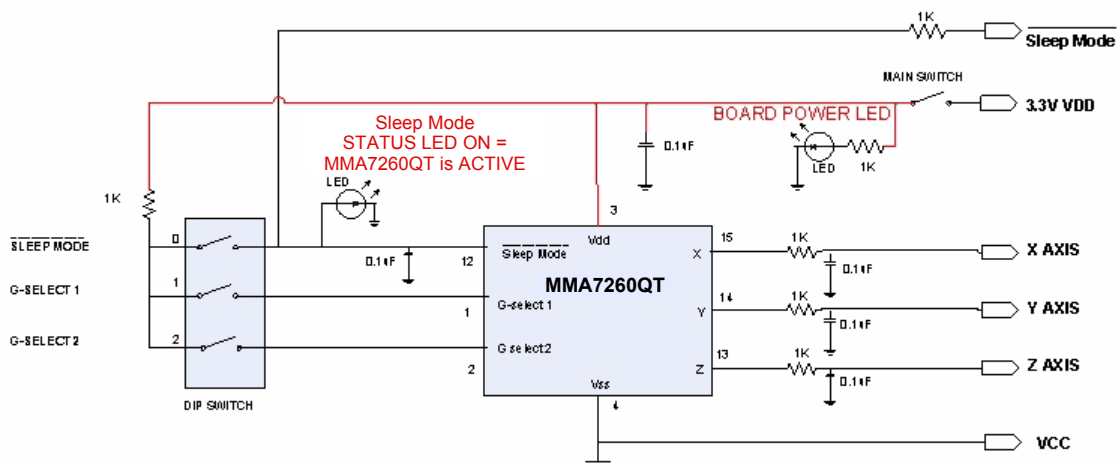 1K
Sleep Mode
MAIN SWITCH
3.3V VDD
BOARD POWER LED
Sleep Mode
STATUS LED ON =
MMA7260QT is ACTIVE
0.1uF
LED
1K
LED
1K
3
SLEEP MODE
0
12
Sleep Mode
Vdd
X
15
1K
X AXIS
0.1uF
0.1uF
MMA7260QT
G-SELECT 1
1
1
G-select 1
Y
14
1K
Y AXIS
0.1uF
G-SELECT 2
2
2
G select 2
Z
13
1K
Z AXIS
0.1uF
Vss
DIP SWITCH
4
VCC